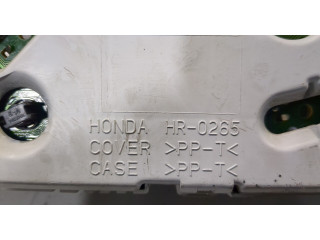 HONDA HR-0265
COVER >PP-T<
CASE >PP-T<